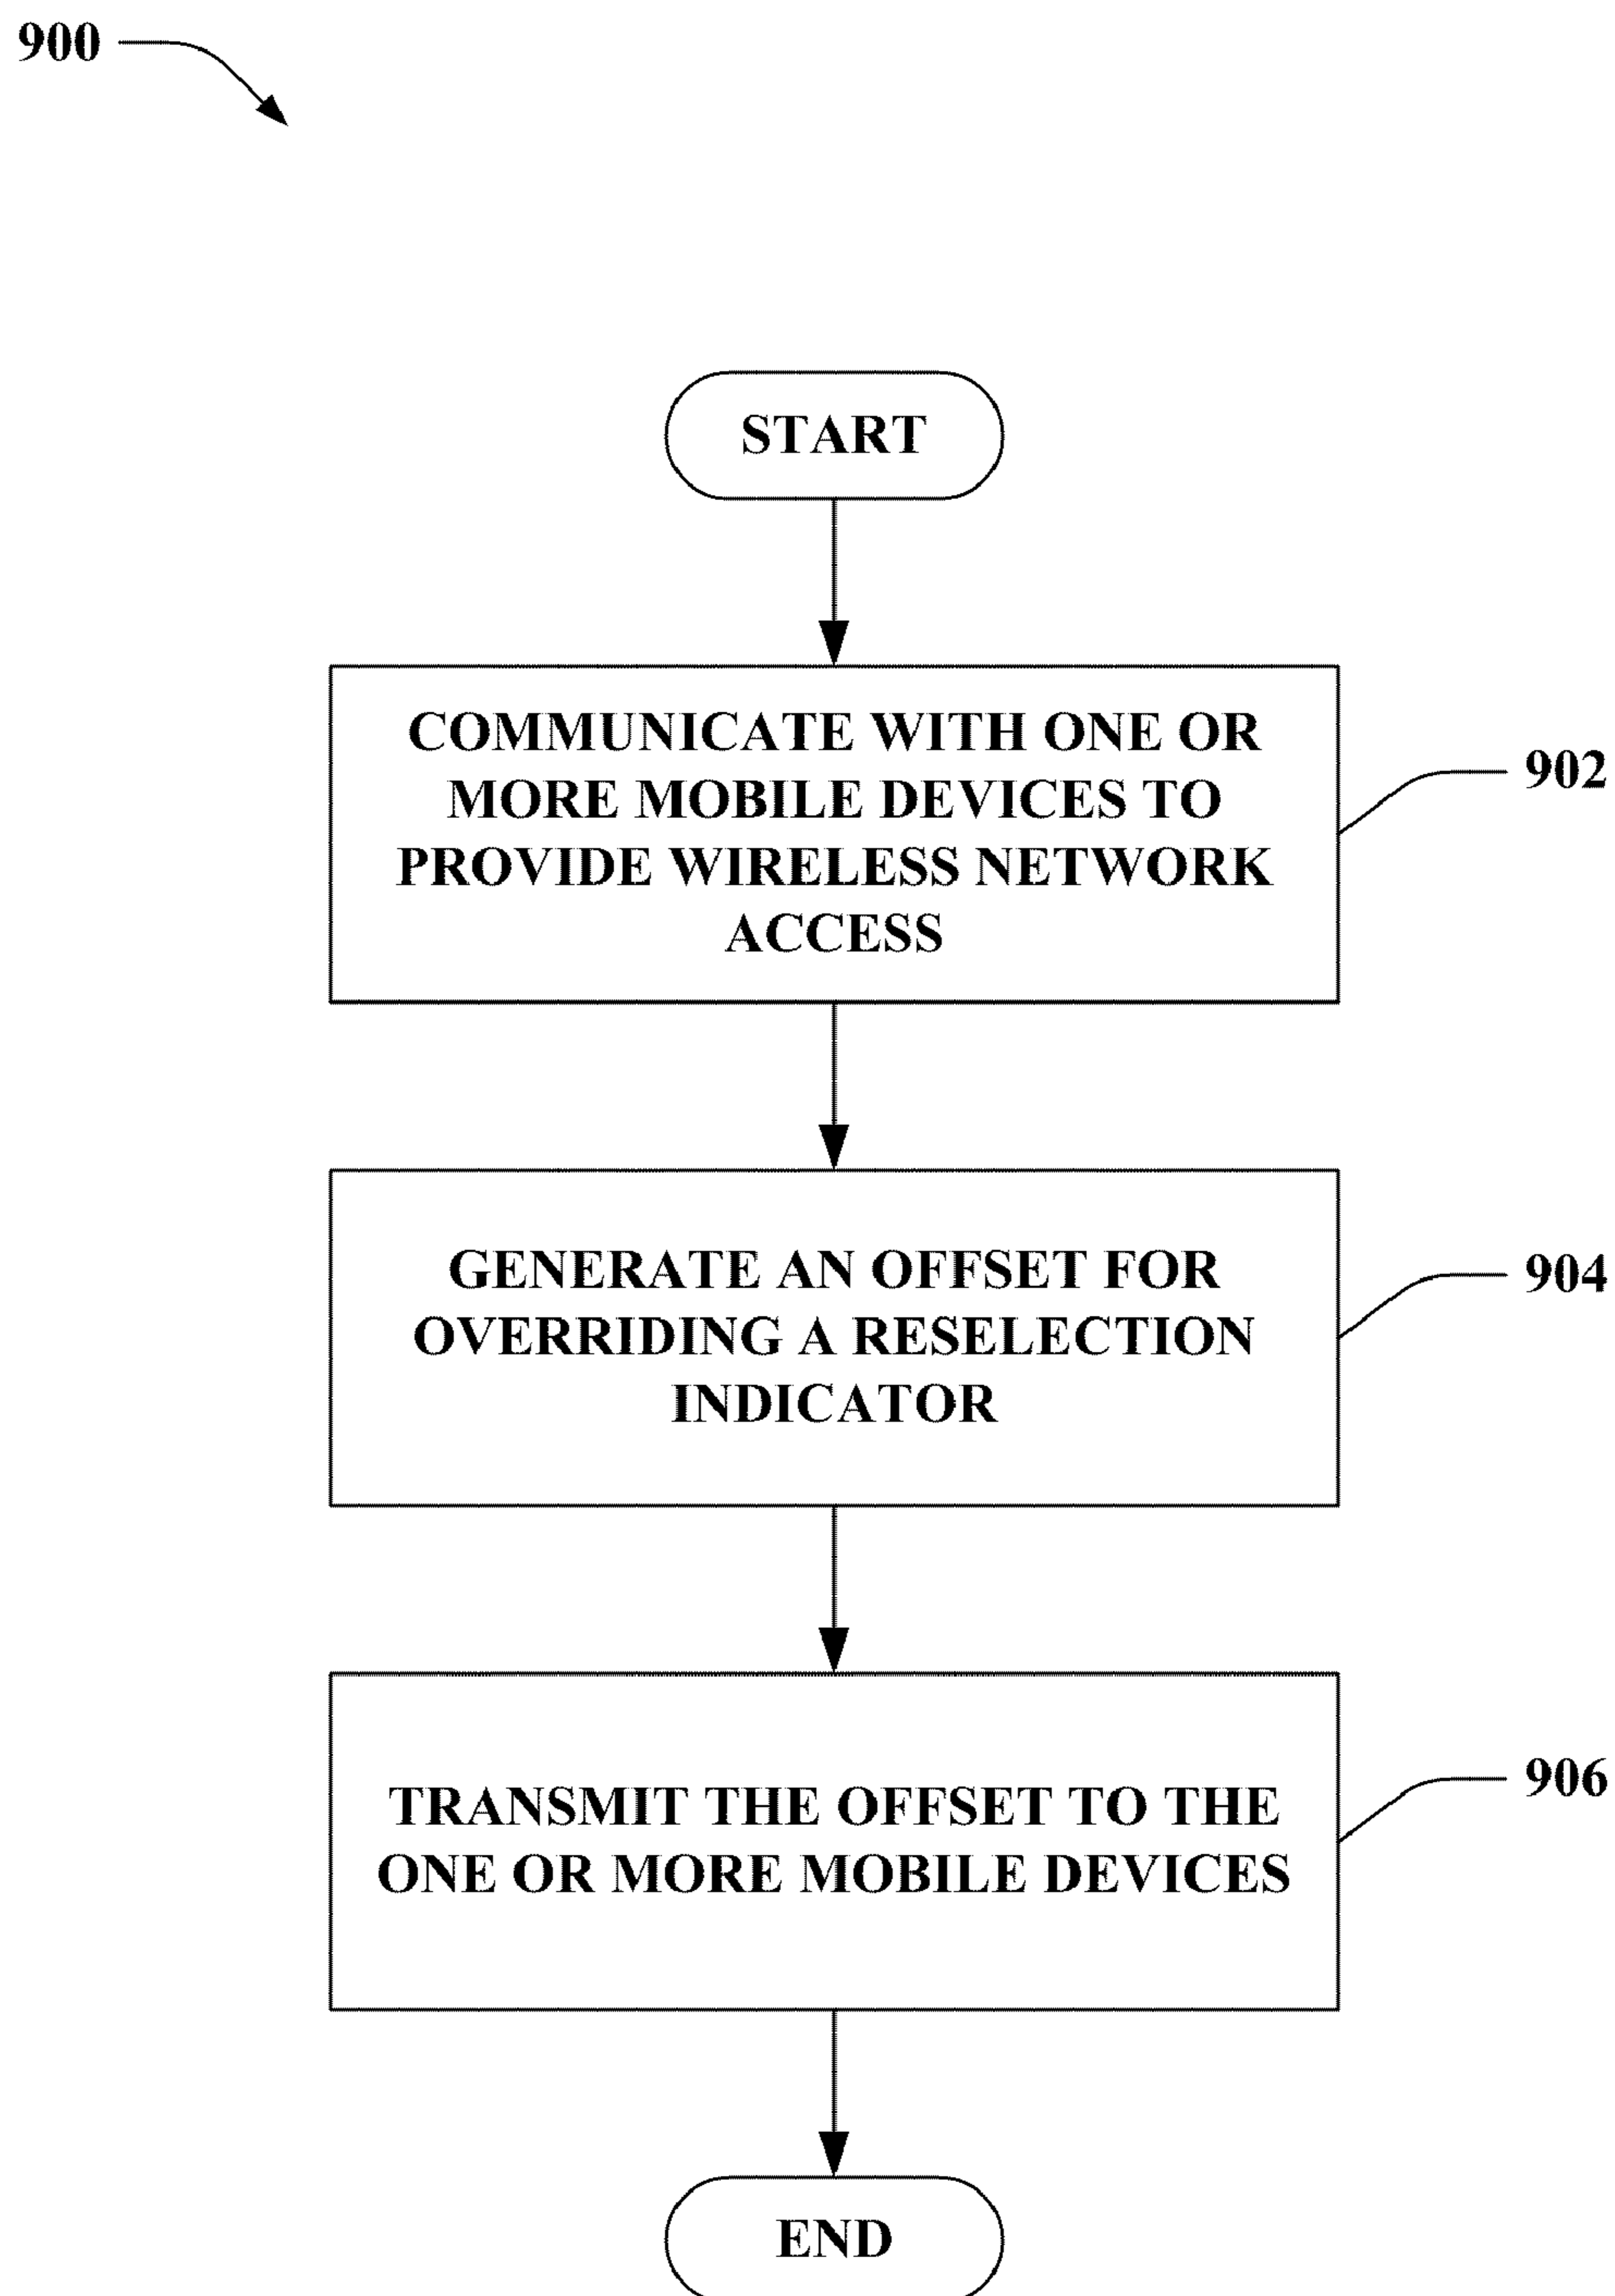 900
START
COMMUNICATE WITH ONE OR
MORE MOBILE DEVICES TO
PROVIDE WIRELESS NETWORK
ACCESS
902
GENERATE AN OFFSET FOR
OVERRIDING A RESELECTION
INDICATOR
904
TRANSMIT THE OFFSET TO THE
ONE OR MORE MOBILE DEVICES
906
END